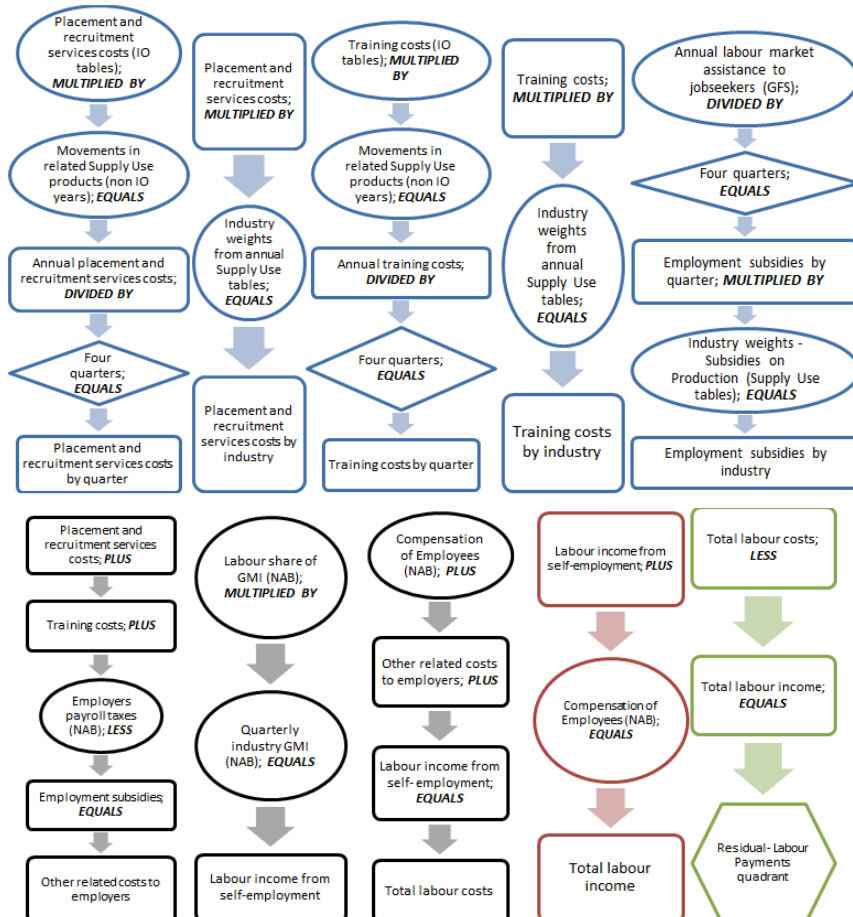 Placement and
recruitment
services costs (IO
tables);
MULTIPLIED BY
Movements in
related Supply Use
products (non IO
years); EQUALS
Annual placement and
recruitment services costs;
DIVIDED BY
Four
quarters;
EQUALS
Placement and
recruitment services costs
by quarter
Placement and
recruitment
services costs;
MULTIPLIED BY
Industry
weights
from annual
Supply Use
tables;
EQUALS
Placement and
recruitment
services costs by
industry
Training costs (IO
tables); MULTIPLIED
BY
Movements in
related Supply Use
products (non IO
years); EQUALS
Annual training costs;
DIVIDED BY
Four quarters;
EQUALS
Training costs by quarter
Training costs;
MULTIPLIED BY
Industry
weights
from
annual
Supply Use
tables;
EQUALS
Training costs
by industry
Annual labour market
assistance to
jobseekers (GFS);
DIVIDED BY
Four quarters;
EQUALS
Employment subsidies by
quarter; MULTIPLIED BY
Industry weights -
Subsidies on
Production (Supply Use
tables); EQUALS
Employment subsidies by
industry
Placement and
recruitment services
costs; PLUS
Training costs; PLUS
Employers
payroll taxes
(NAB); LESS
Employment subsidies;
EQUALS
Other related costs to
employers
Labour share of
GMI (NAB);
MULTIPLIED BY
Quarterly
industry GMI
(NAB); EQUALS
Labour income from
self-employment
Compensation
of Employees
(NAB); PLUS
Other related costs
to employers; PLUS
Labour income from
self- employment;
EQUALS
Total labour costs
Labour income from
self-employment; PLUS
Compensation of
Employees (NAB);
EQUALS
Total labour
income
Total labour costs;
LESS
Total labour income;
EQUALS
Residual- Labour
Payments
quadrant